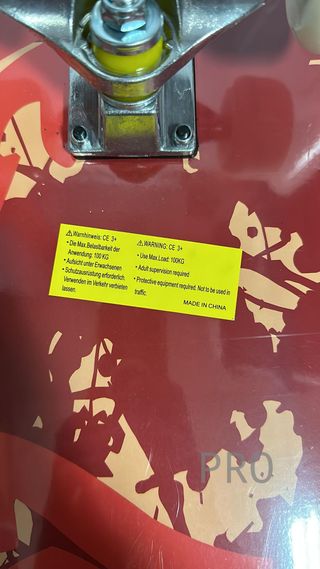 ⚠Warnhinweis: CE 3+
• Die Max.Belastbarkeit der
Anwendung: 100 KG
• Aufsicht unter Erwachsenen
• Schutzausrüstung erforderlich.
Verwenden im Verkehr verbieten
lassen.
⚠WARNING: CE 3+
• Use Max.Load: 100KG
• Adult supervision required
• Protective equipment required. Not to be used in
traffic.
MADE IN CHINA
PRO